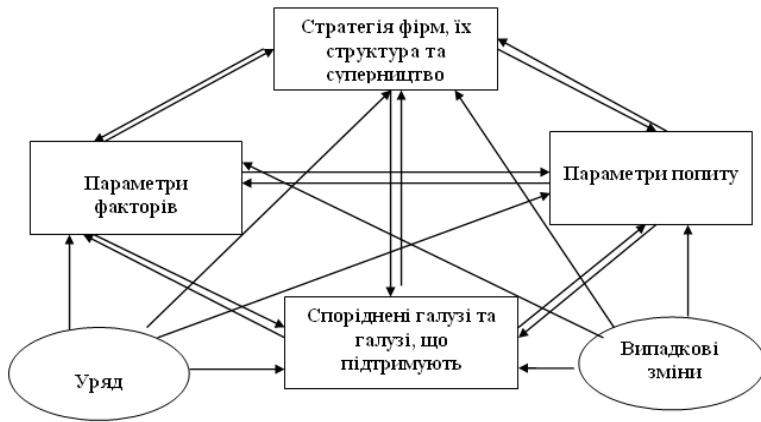 Стратегія фірм, їх
структура та
суперництво
Параметри
факторів
Параметри попиту
Споріднені галузі та
галузі, що
підтримують
Уряд
Випадкові
зміни